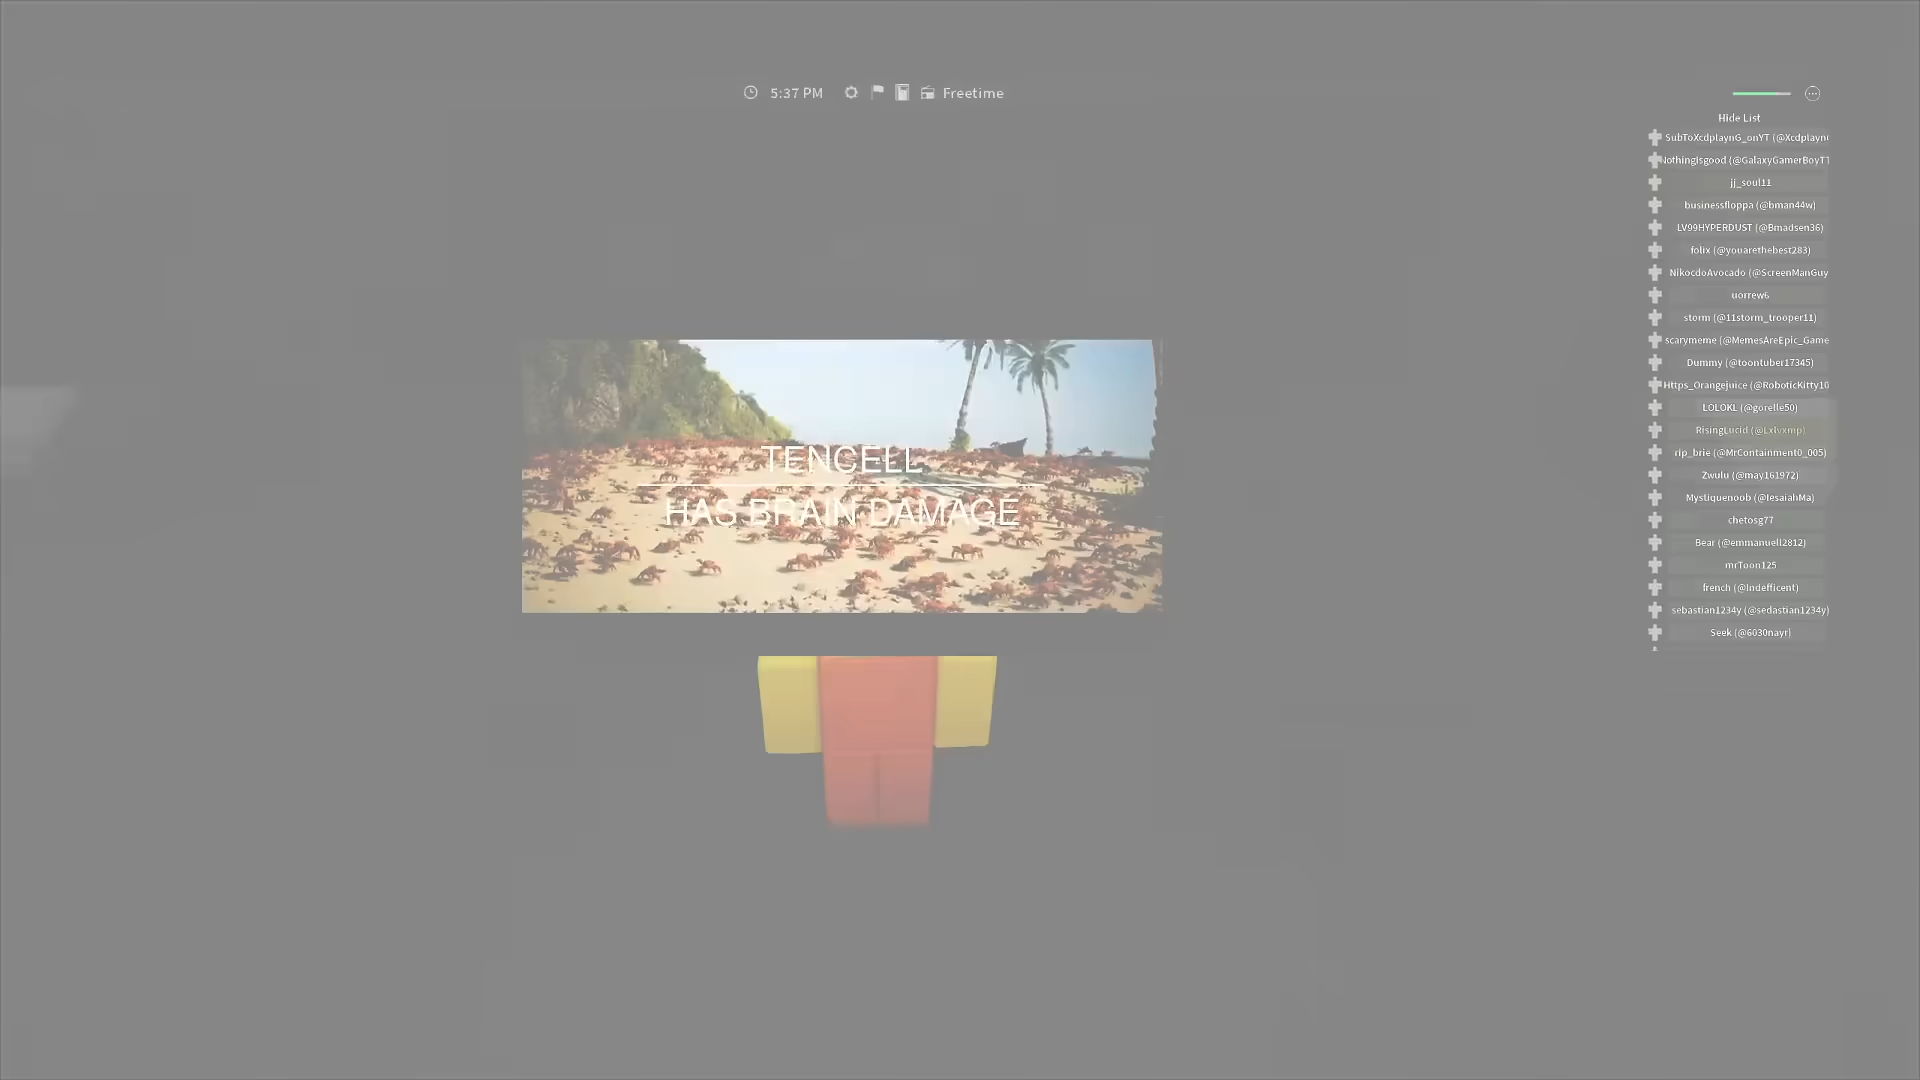 5:37 PM
Freetime
Hide List
SubToXcdplaynG_onYT (@Xcdplayn
Nothingisgood (@GalaxyGamerBoyTT
jj_soul11
businessfloppa (@bman44w)
LV99HYPERDUST (@Bmadsen36)
folix (@youarethebest283)
NikocdoAvocado (@ScreenManGuy
uorrew6
storm (@11storm_trooper11)
scarymeme (@MemesAreEpic_Game
Dummy (@toontuber17345)
Https_Orangejuice (@RoboticKitty10
LOLOKL (@gorelle50)
RisingLucid (@Lxlvxmp)
rip_brie (@MrContainment0_005)
Zwulu (@may161972)
Mystiquenoob (@IesaiahMa)
chetosg77
Bear (@emmanuell2812)
mrToon125
french (@Indefficent)
sebastian1234y (@sedastian1234y)
Seek (@6030nayr)
TENCELL
HAS BRAIN DAMAGE